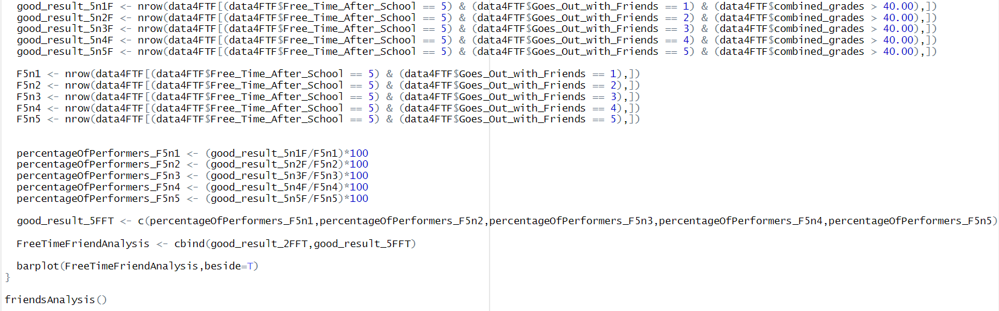 good_result_5n1F <- nrow(data4FTF[(data4FTF$Free_Time_After_School == 5) & (data4FTF$Goes_Out_with_Friends == 1) & (data4FTF$combined_grades > 40.00),])
good_result_5n2F <- nrow(data4FTF[(data4FTF$Free_Time_After_School == 5) & (data4FTF$Goes_Out_with_Friends == 2) & (data4FTF$combined_grades > 40.00),])
good_result_5n3F <- nrow(data4FTF[(data4FTF$Free_Time_After_School == 5) & (data4FTF$Goes_Out_with_Friends == 3) & (data4FTF$combined_grades > 40.00),])
good_result_5n4F <- nrow(data4FTF[(data4FTF$Free_Time_After_School == 5) & (data4FTF$Goes_Out_with_Friends == 4) & (data4FTF$combined_grades > 40.00),])
good_result_5n5F <- nrow(data4FTF[(data4FTF$Free_Time_After_School == 5) & (data4FTF$Goes_Out_with_Friends == 5) & (data4FTF$combined_grades > 40.00),])
F5n1 <- nrow(data4FTF[(data4FTF$Free_Time_After_School == 5) & (data4FTF$Goes_Out_with_Friends == 1),])
F5n2 <- nrow(data4FTF[(data4FTF$Free_Time_After_School == 5) & (data4FTF$Goes_Out_with_Friends == 2),])
F5n3 <- nrow(data4FTF[(data4FTF$Free_Time_After_School == 5) & (data4FTF$Goes_Out_with_Friends == 3),])
F5n4 <- nrow(data4FTF[(data4FTF$Free_Time_After_School == 5) & (data4FTF$Goes_Out_with_Friends == 4),])
F5n5 <- nrow(data4FTF[(data4FTF$Free_Time_After_School == 5) & (data4FTF$Goes_Out_with_Friends == 5),])
percentageOfPerformers_F5n1 <- (good_result_5n1F/F5n1)*100
percentageOfPerformers_F5n2 <- (good_result_5n2F/F5n2)*100
percentageOfPerformers_F5n3 <- (good_result_5n3F/F5n3)*100
percentageOfPerformers_F5n4 <- (good_result_5n4F/F5n4)*100
percentageOfPerformers_F5n5 <- (good_result_5n5F/F5n5)*100
good_result_5FFT <- c(percentageOfPerformers_F5n1,percentageOfPerformers_F5n2,percentageOfPerformers_F5n3,percentageOfPerformers_F5n4,percentageOfPerformers_F5n5)
FreeTimeFriendAnalysis <- cbind(good_result_2FFT,good_result_5FFT)
barplot(FreeTimeFriendAnalysis,beside=T)
}
friendsAnalysis()